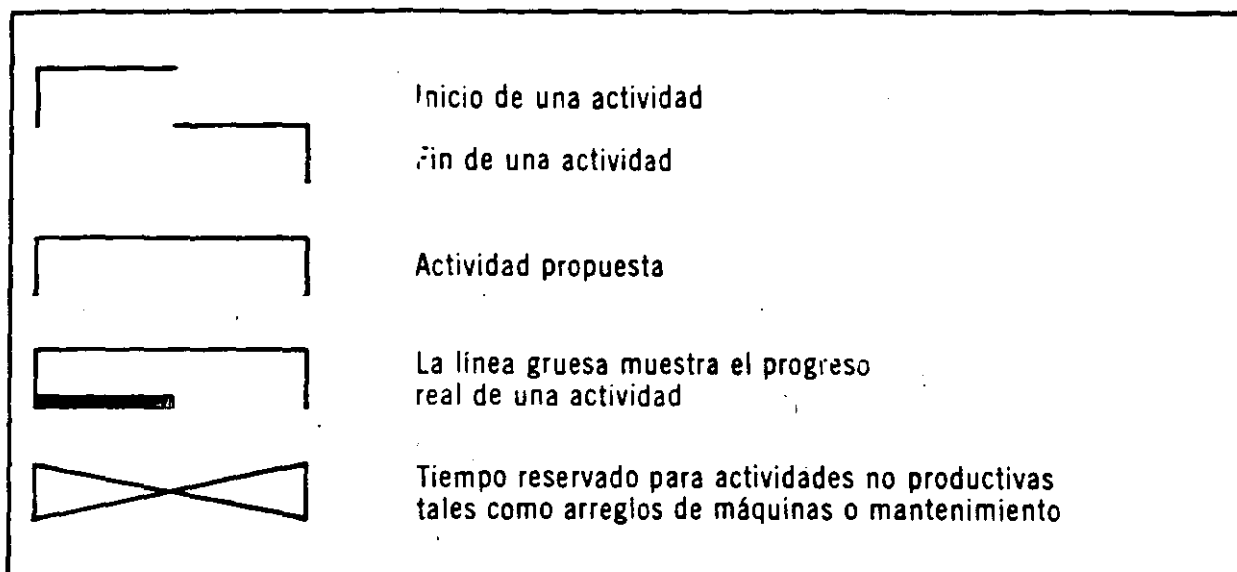 Inicio de una actividad
Fin de una actividad
Actividad propuesta
La línea gruesa muestra el progreso
real de una actividad
Tiempo reservado para actividades no productivas
tales como arreglos de máquinas o mantenimiento